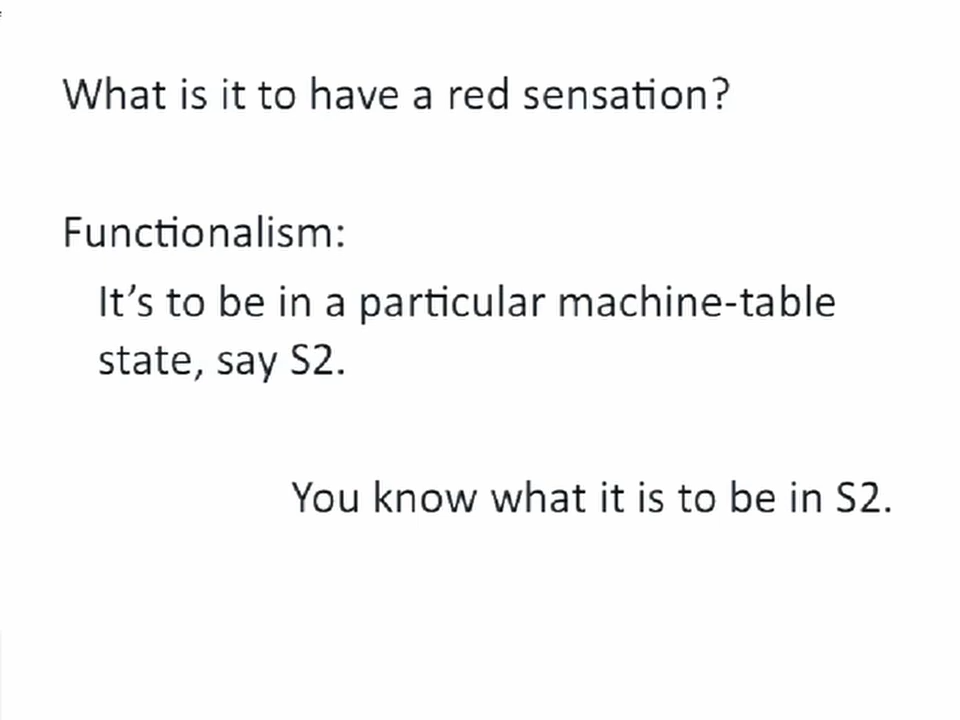 What is it to have a red sensation?
Functionalism:
It's to be in a particular machine-table
state, say S2.
You know what it is to be in S2.